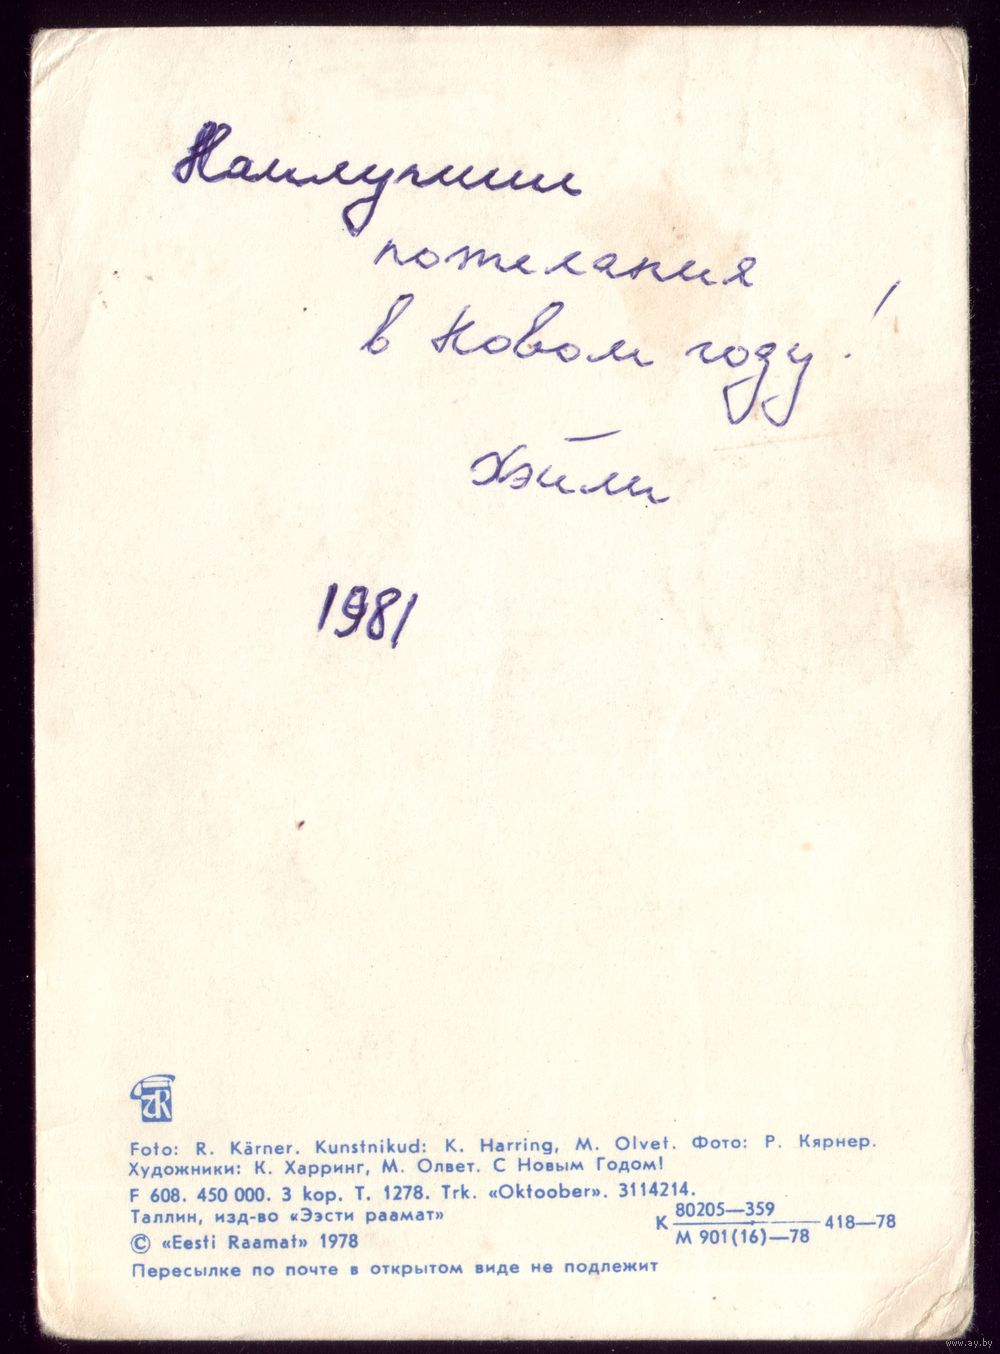 Наилучшии
пожелания
в Новом году!
Хэйли
1981
Foto: R. Kärner. Kunstnikud: K. Harring, M. Olvet. Фото: Р. Кярнер.
Художники: К. Харринг, М. Олвет. С Новым Годом!
F 608. 450 000. 3 kop. T. 1278. Trk. «Oktoober». 3114214.
Таллин, изд-во «Ээсти раамат»
© «Eesti Raamat» 1978
К 80205—359 418—78
М 901(16)—78
Пересылке по почте в открытом виде не подлежит
www.ay.by